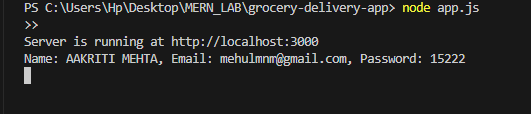 PS C:\Users\Hp\Desktop\MERN_LAB\grocery-delivery-app> node app.js
>>
Server is running at http://localhost:3000
Name: AAKRITI MEHTA, Email: mehulmnm@gmail.com, Password: 15222